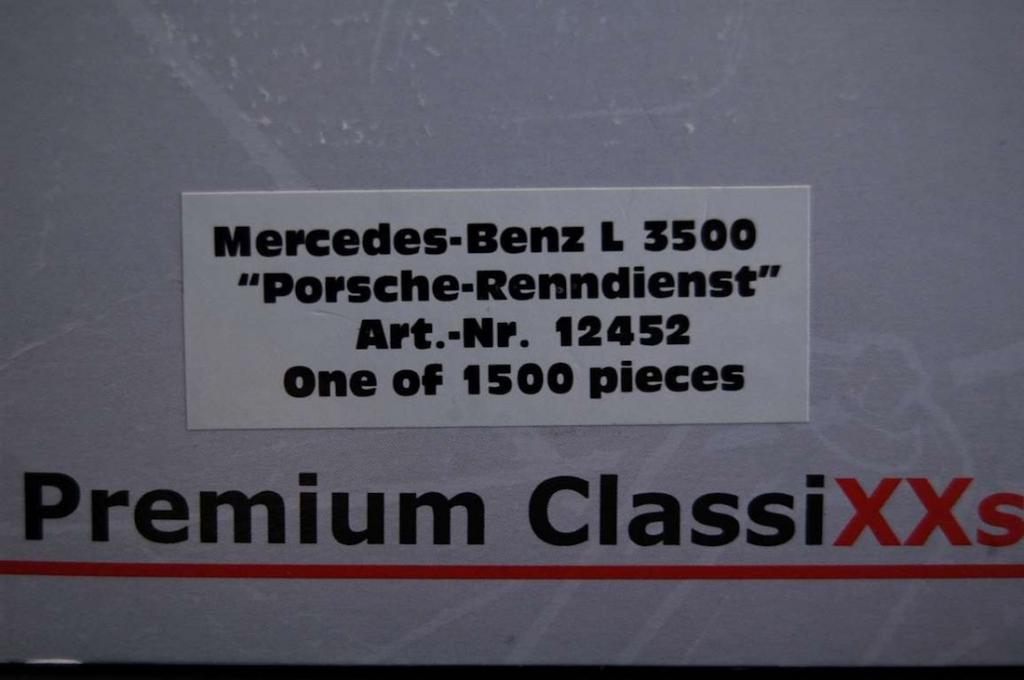 Mercedes-Benz L 3500
"Porsche-Renndienst"
Art.-Nr. 12452
One of 1500 pieces
Premium ClassiXXs